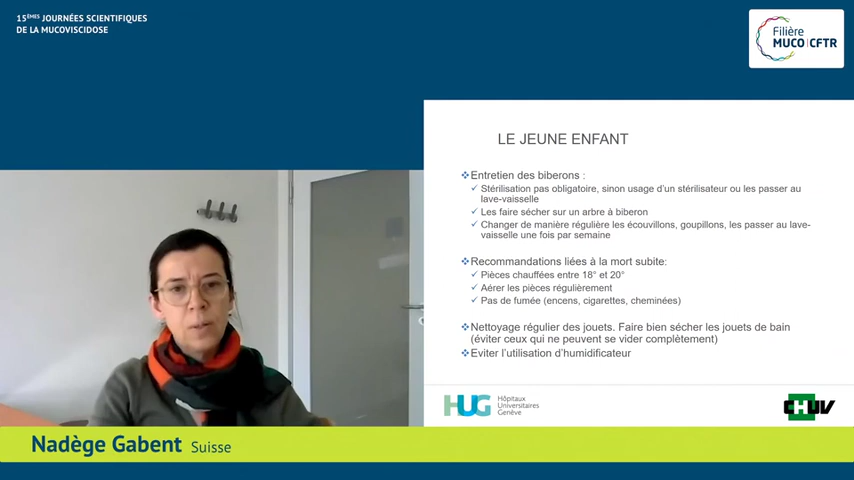 15ÈMES JOURNÉES SCIENTIFIQUES
DE LA MUCOVISCIDOSE
Filière
MUCO|CFTR
LE JEUNE ENFANT
❖Entretien des biberons :
✓ Stérilisation pas obligatoire, sinon usage d'un stérilisateur ou les passer au
lave-vaisselle
✓ Les faire sécher sur un arbre à biberon
✓ Changer de manière régulière les écouvillons, goupillons, les passer au lave-
vaisselle une fois par semaine
❖Recommandations liées à la mort subite:
✓ Pièces chauffées entre 18° et 20°
✓ Aérer les pièces régulièrement
✓ Pas de fumée (encens, cigarettes, cheminées)
❖Nettoyage régulier des jouets. Faire bien sécher les jouets de bain
(éviter ceux qui ne peuvent se vider complètement)
❖Eviter l'utilisation d'humidificateur
HUG
Hôpitaux
Universitaires
Genève
CHUV
Nadège Gabent Suisse